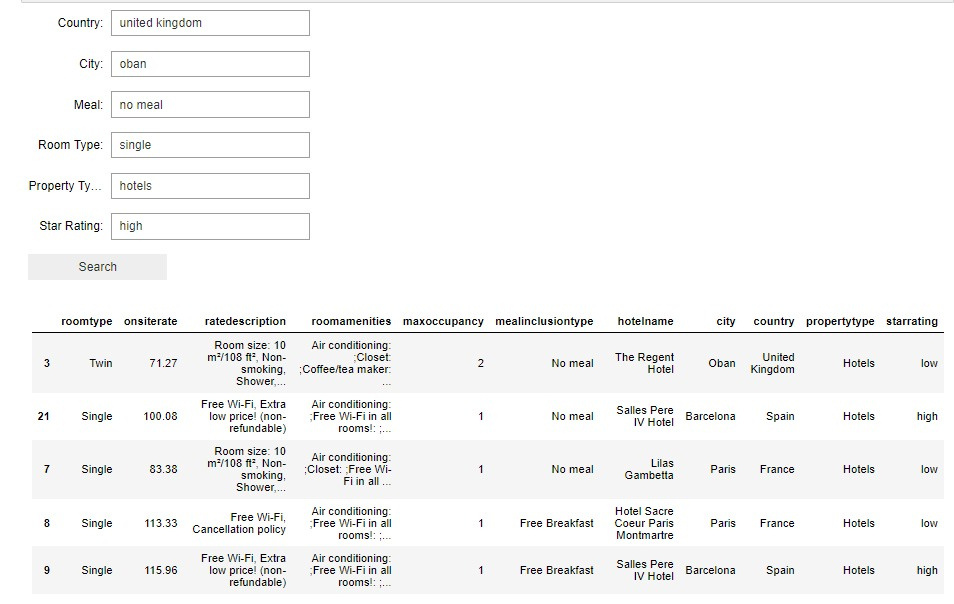 Country: united kingdom
City: oban
Meal: no meal
Room Type: single
Property Ty... hotels
Star Rating: high
Search
roomtype onsiterate ratedescription roomamenities maxoccupancy mealinclusiontype hotelname city country propertytype starrating
3 Twin 71.27 Room size: 10 m²/108 ft², Non-smoking, Shower,... Air conditioning: ;Closet: ;Coffee/tea maker: ... 2 No meal The Regent Hotel Oban United Kingdom Hotels low
21 Single 100.08 Free Wi-Fi, Extra low price! (non-refundable) Air conditioning: ;Free Wi-Fi in all rooms!: ;... 1 No meal Salles Pere IV Hotel Barcelona Spain Hotels high
7 Single 83.38 Room size: 10 m²/108 ft², Non-smoking, Shower,... Air conditioning: ;Closet: ;Free Wi-Fi in all ... 1 No meal Lilas Gambetta Paris France Hotels low
8 Single 113.33 Free Wi-Fi, Cancellation policy Air conditioning: ;Free Wi-Fi in all rooms!: ;... 1 Free Breakfast Hotel Sacre Coeur Paris Montmartre Paris France Hotels low
9 Single 115.96 Free Wi-Fi, Extra low price! (non-refundable) Air conditioning: ;Free Wi-Fi in all rooms!: ;... 1 Free Breakfast Salles Pere IV Hotel Barcelona Spain Hotels high